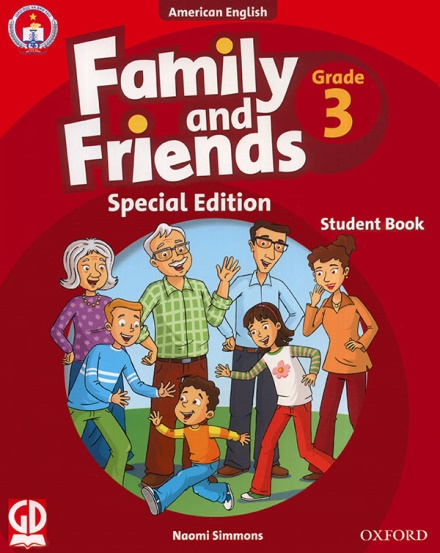 American English
Family
and
Friends
Grade
3
Special Edition
Student Book
GD
Naomi Simmons
OXFORD